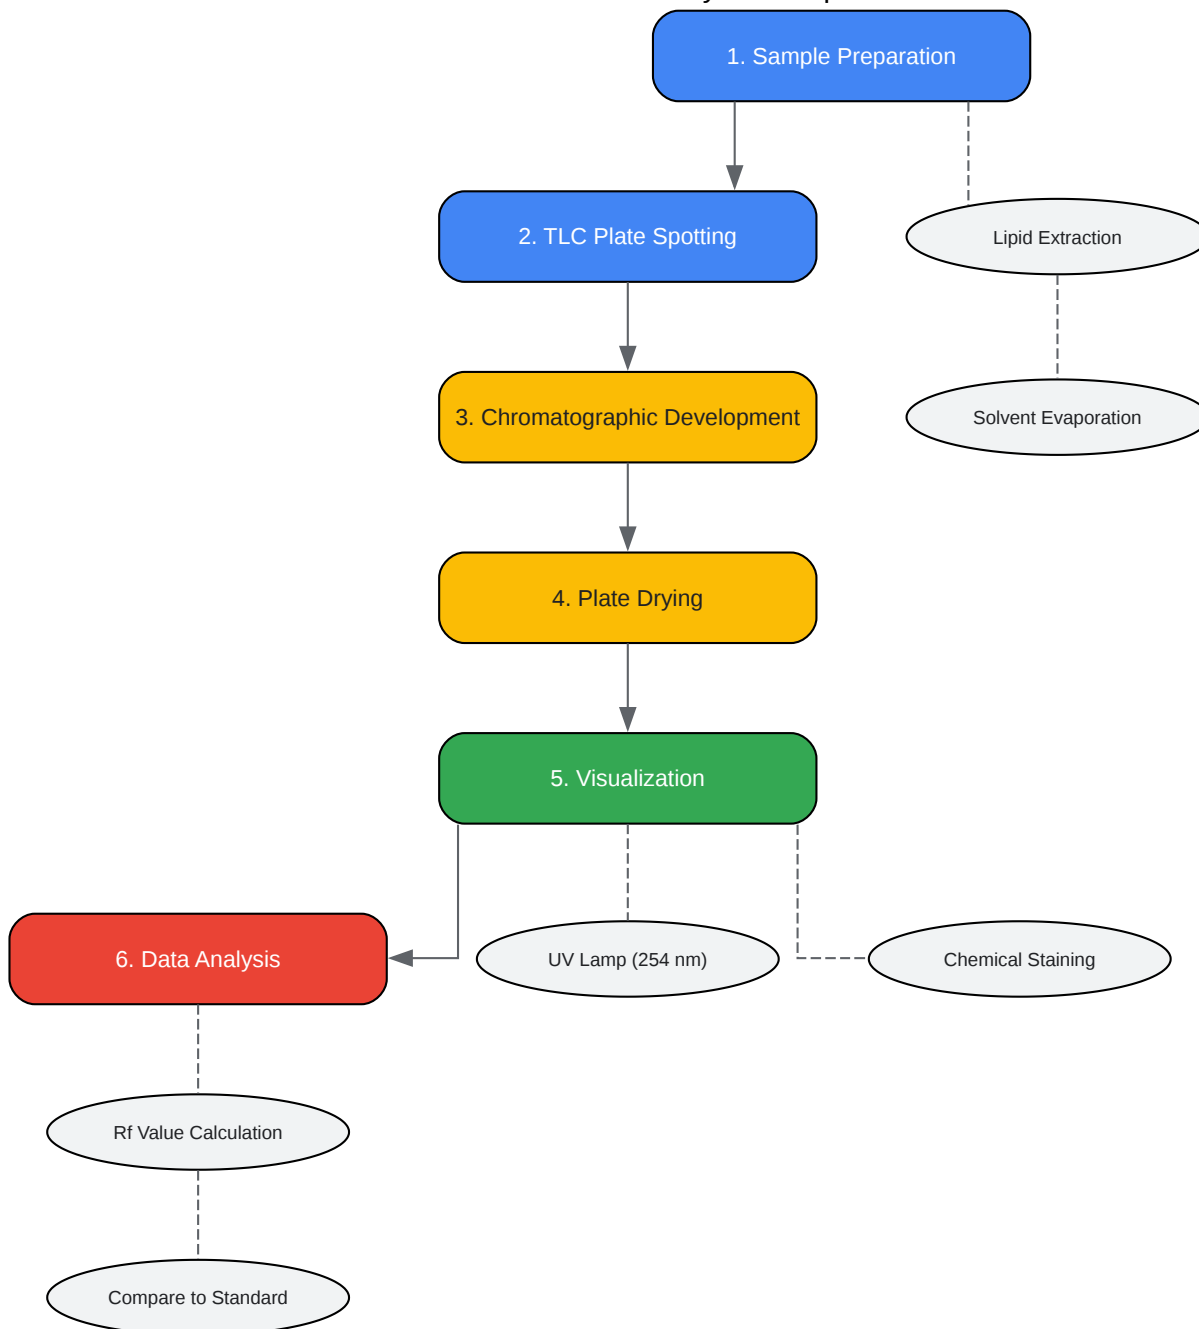 1. Sample Preparation
2. TLC Plate Spotting
Lipid Extraction
3. Chromatographic Development
Solvent Evaporation
4. Plate Drying
5. Visualization
6. Data Analysis
UV Lamp (254 nm)
Chemical Staining
Rf Value Calculation
Compare to Standard